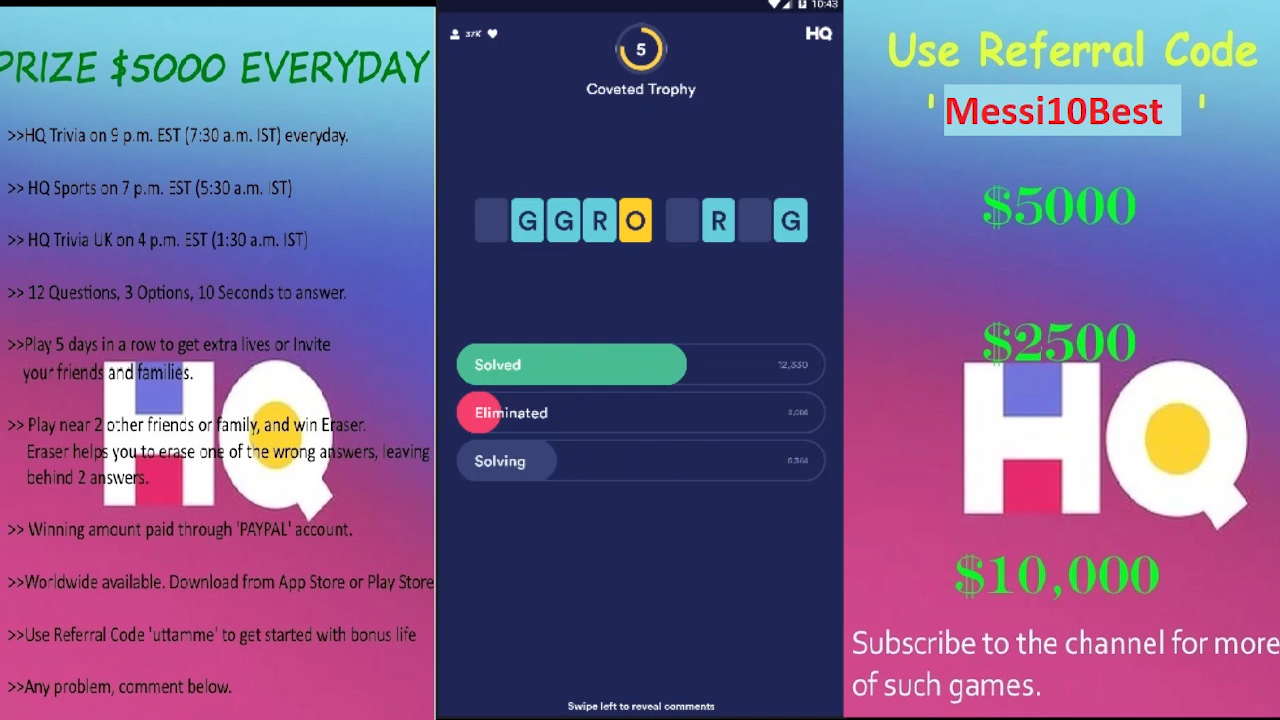 PRIZE $5000 EVERYDAY
>>HQ Trivia on 9 p.m. EST (7:30 a.m. IST) everyday.
>> HQ Sports on 7 p.m. EST (5:30 a.m. IST)
>> HQ Trivia UK on 4 p.m. EST (1:30 a.m. IST)
>> 12 Questions, 3 Options, 10 Seconds to answer.
>>Play 5 days in a row to get extra lives or Invite
your friends and families.
>> Play near 2 other friends or family, and win Eraser.
Eraser helps you to erase one of the wrong answers, leaving
behind 2 answers.
>> Winning amount paid through 'PAYPAL' account.
>>Worldwide available. Download from App Store or Play Store
>>Use Referral Code 'uttamme' to get started with bonus life
>>Any problem, comment below.
HQ
10:43
37K
HQ
5
Coveted Trophy
GGRO R G
Solved
Eliminated
Solving
Swipe left to reveal comments
Use Referral Code
' Messi10Best '
$5000
$2500
HQ
$10,000
Subscribe to the channel for more
of such games.